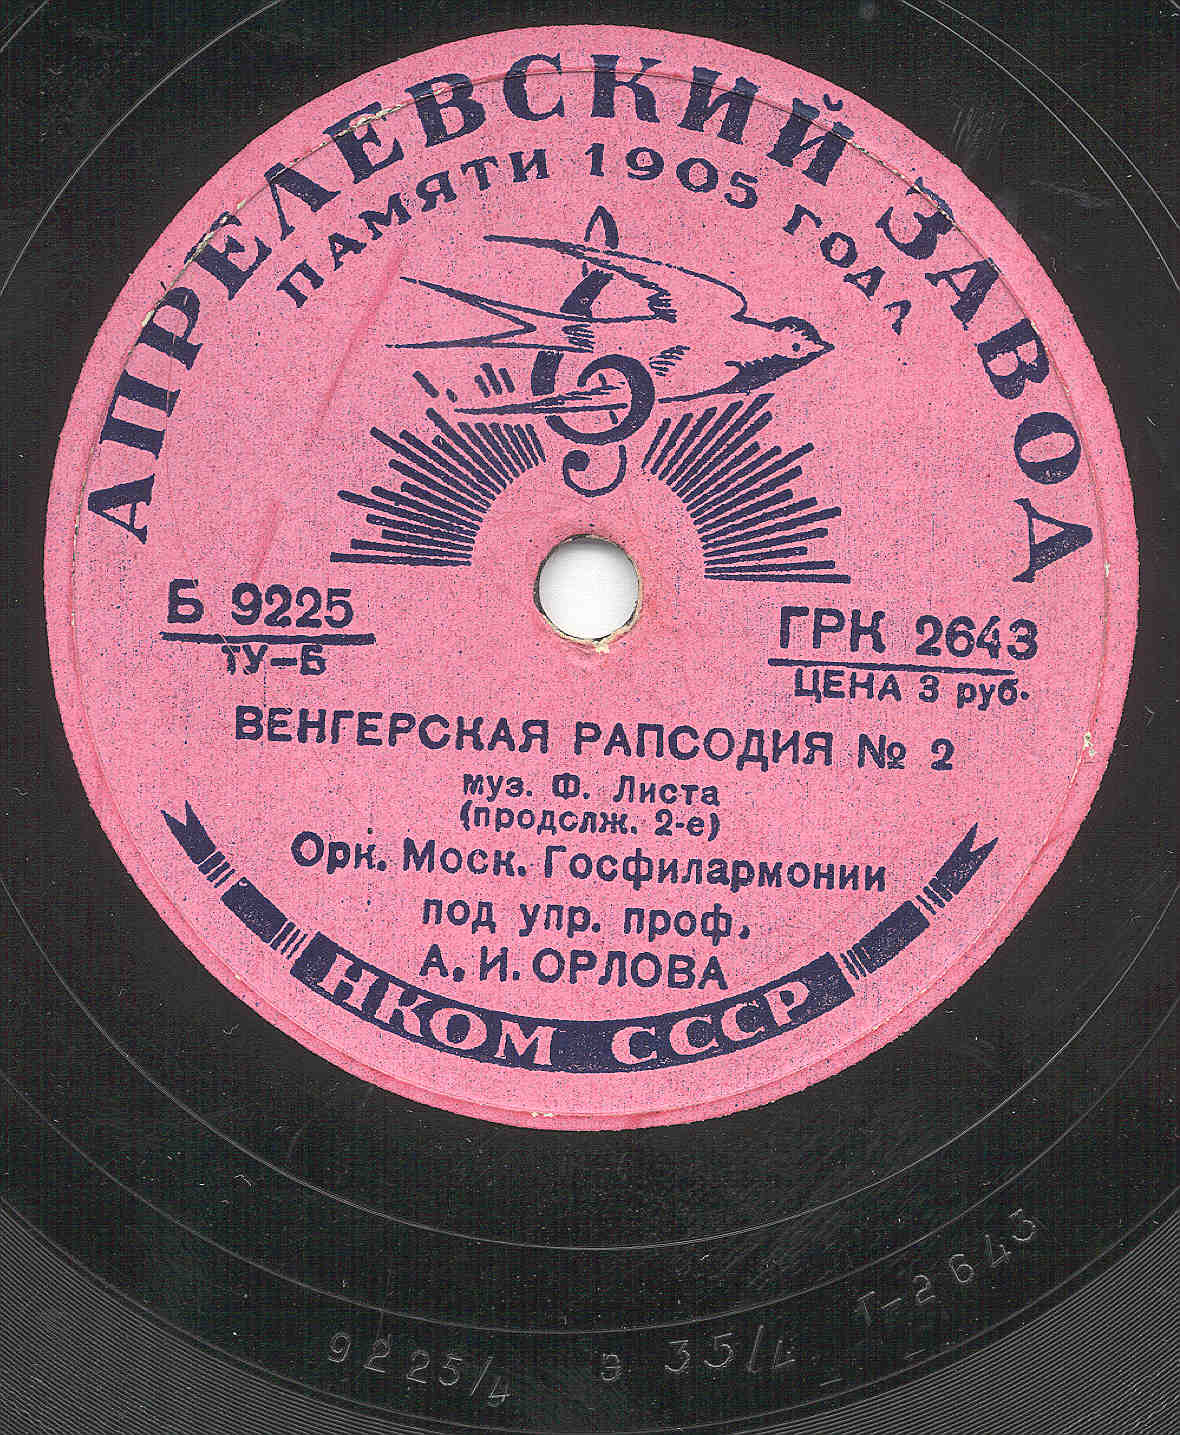 АПРЕЛЕВСКИЙ ЗАВОД
ПАМЯТИ 1905 ГОДА
Б 9225
ТУ–Б
ГРК 2643
ЦЕНА 3 руб.
ВЕНГЕРСКАЯ РАПСОДИЯ № 2
муз. Ф. Листа
(продолж. 2-е)
Орк. Моск. Госфилармонии
под упр. проф.
А. И. ОРЛОВА
НКОМ СССР
9225/4 Э 35/1 Г–2643